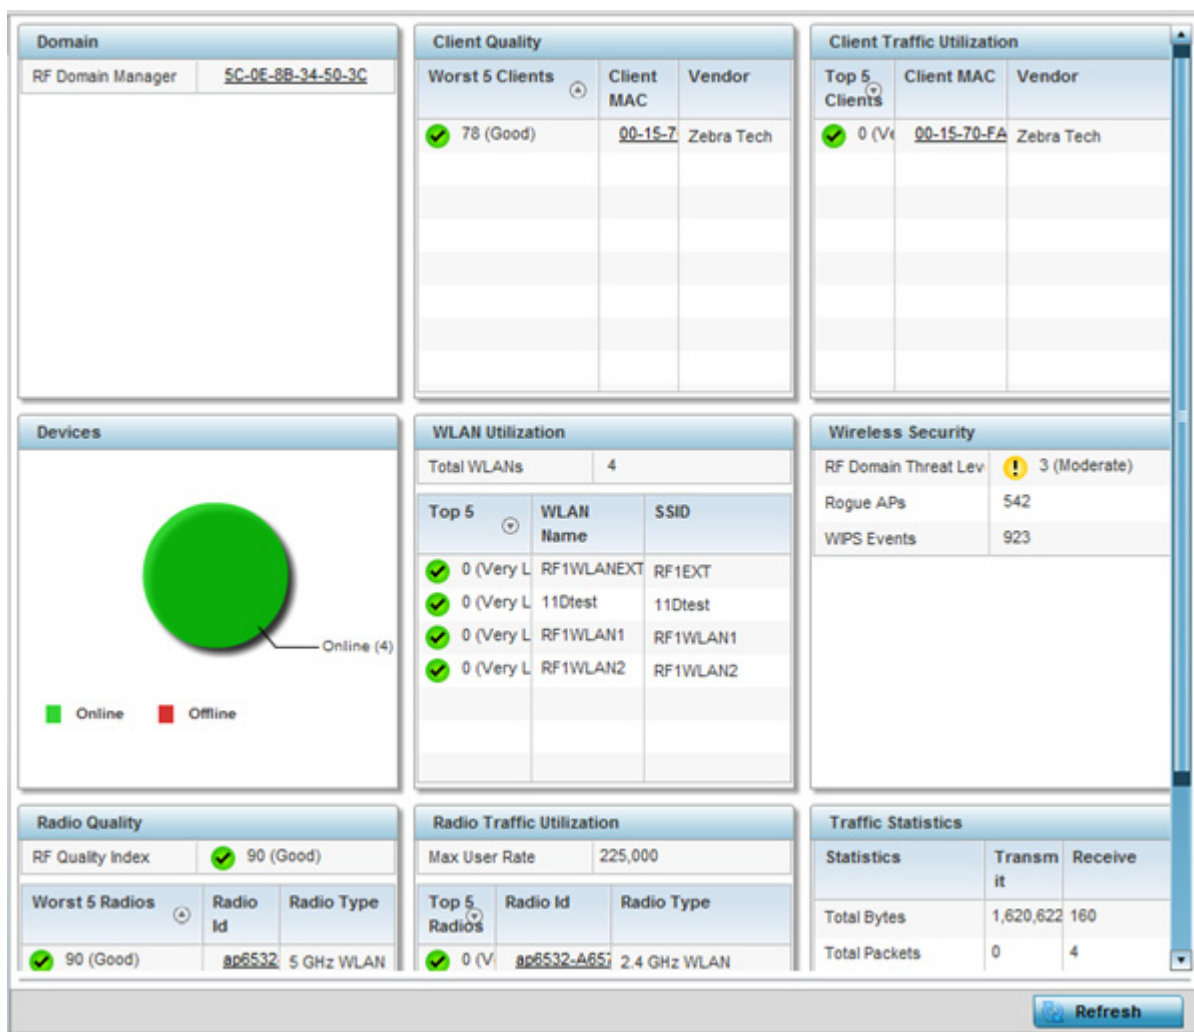 Domain
RF Domain Manager 5C-0E-8B-34-50-3C
Client Quality
Worst 5 Clients Client MAC Vendor
78 (Good) 00-15-7 Zebra Tech
Client Traffic Utilization
Top 5 Clients Client MAC Vendor
0 (Ve 00-15-70-FA Zebra Tech
Devices
Online (4)
Online Offline
WLAN Utilization
Total WLANs 4
Top 5 WLAN Name SSID
0 (Very L RF1WLANEXT RF1EXT
0 (Very L 11Dtest 11Dtest
0 (Very L RF1WLAN1 RF1WLAN1
0 (Very L RF1WLAN2 RF1WLAN2
Wireless Security
RF Domain Threat Lev 3 (Moderate)
Rogue APs 542
WIPS Events 923
Radio Quality
RF Quality Index 90 (Good)
Worst 5 Radios Radio Id Radio Type
90 (Good) ap6532 5 GHz WLAN
Radio Traffic Utilization
Max User Rate 225,000
Top 5 Radios Radio Id Radio Type
0 (V ap6532-A657 2.4 GHz WLAN
Traffic Statistics
Statistics Transm it Receive
Total Bytes 1,620,622 160
Total Packets 0 4
Refresh